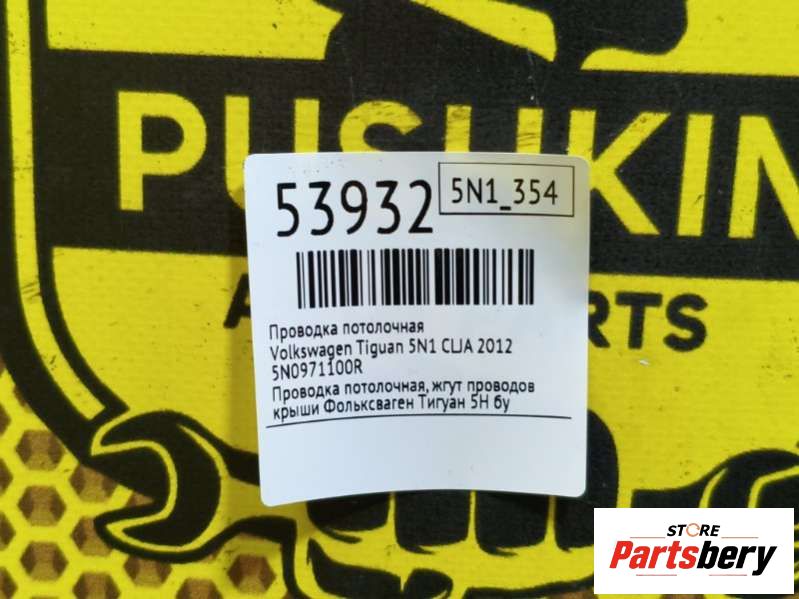 PUSHKIN
53932
5N1_354
RTS
Проводка потолочная
Volkswagen Tiguan 5N1 CLJA 2012
5N0971100R
Проводка потолочная, жгут проводов
крыши Фольксваген Тигуан 5Н бу
STORE
Partsbery